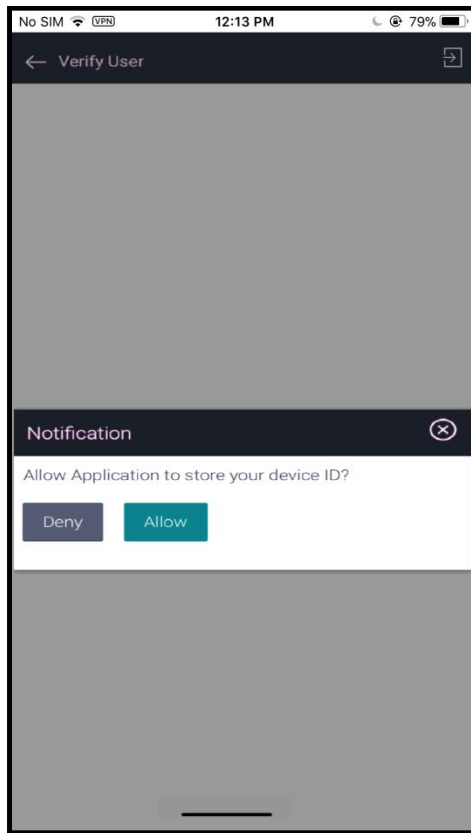 No SIM VPN 12:13 PM 79%
Verify User
Notification
Allow Application to store your device ID?
Deny Allow